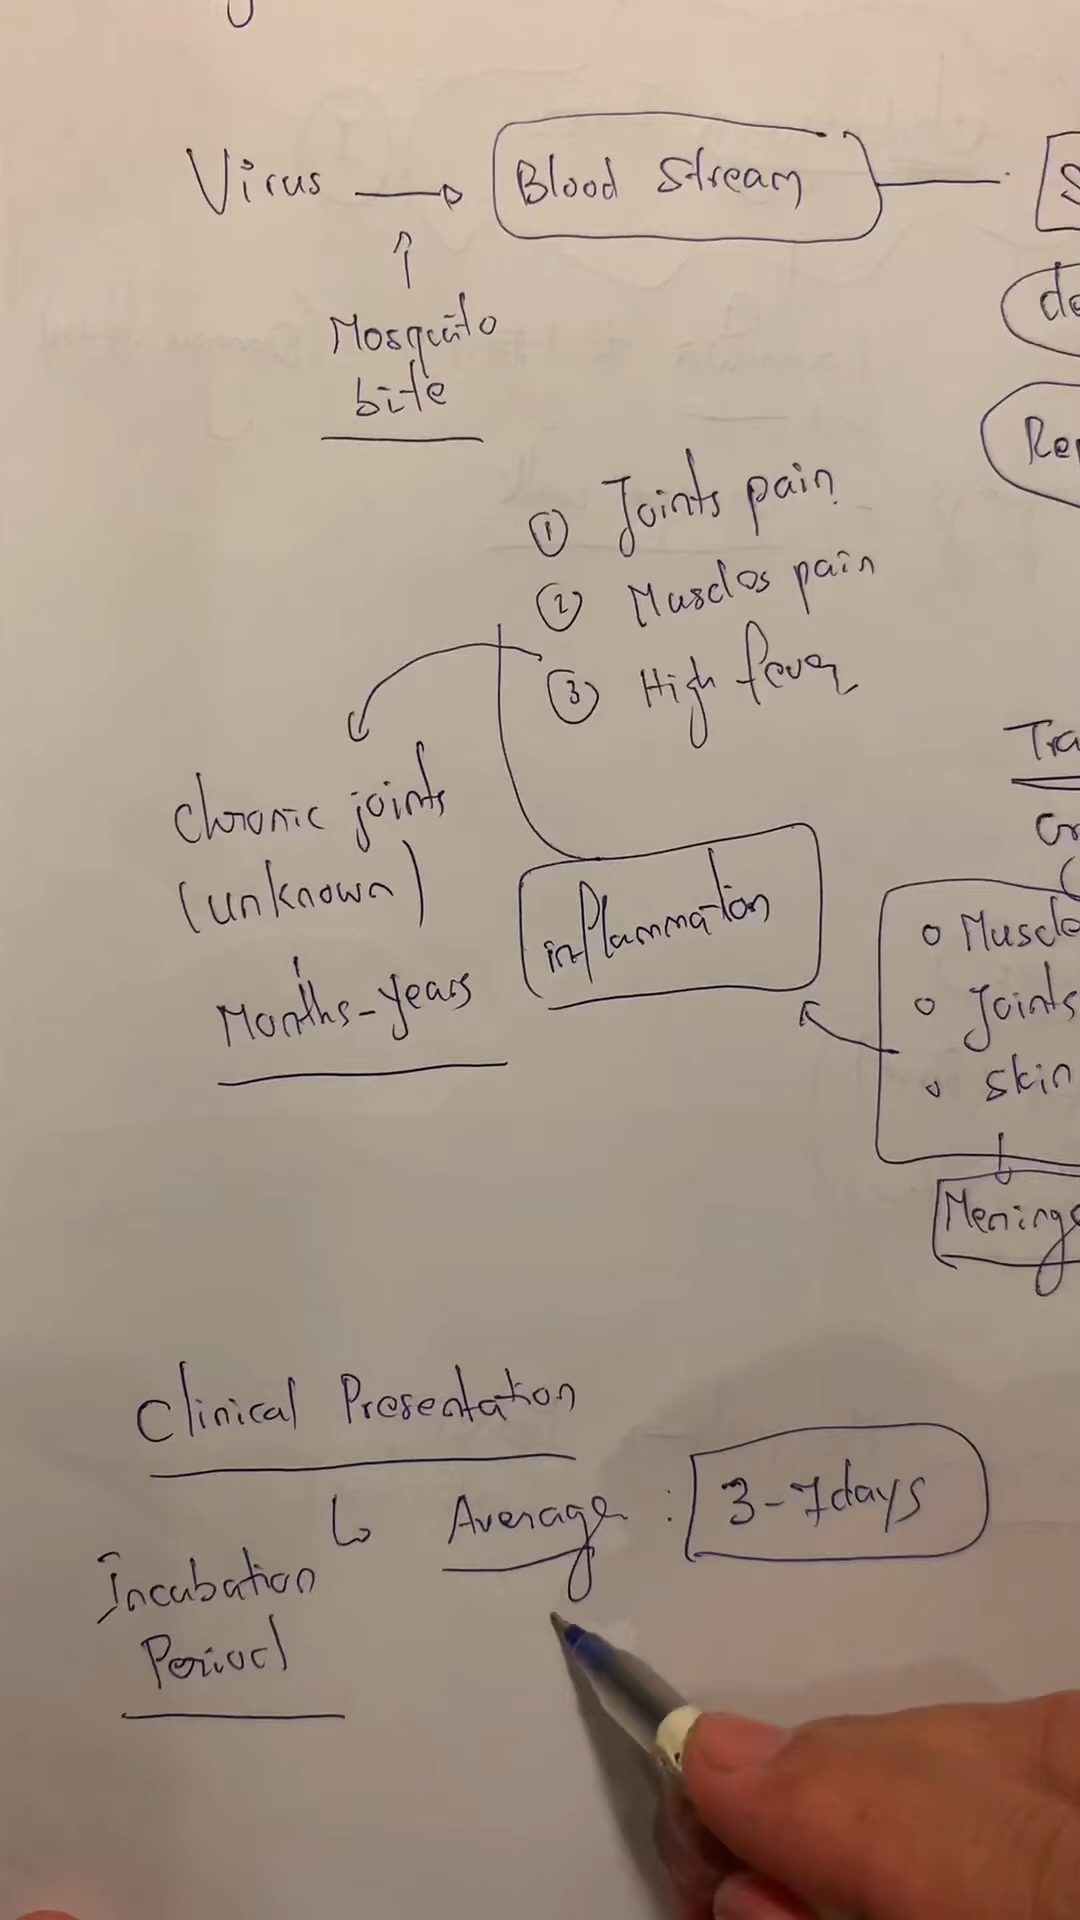 Virus → Blood Stream
↑
Mosquito
bite
① Joints pain
② Muscles pain
③ High fever
Chronic joints
(unknown)
Months-years
inflammation
Muscle
Joints
Skin
Clinical Presentation
↳ Average : 3-7days
Incubation
Period